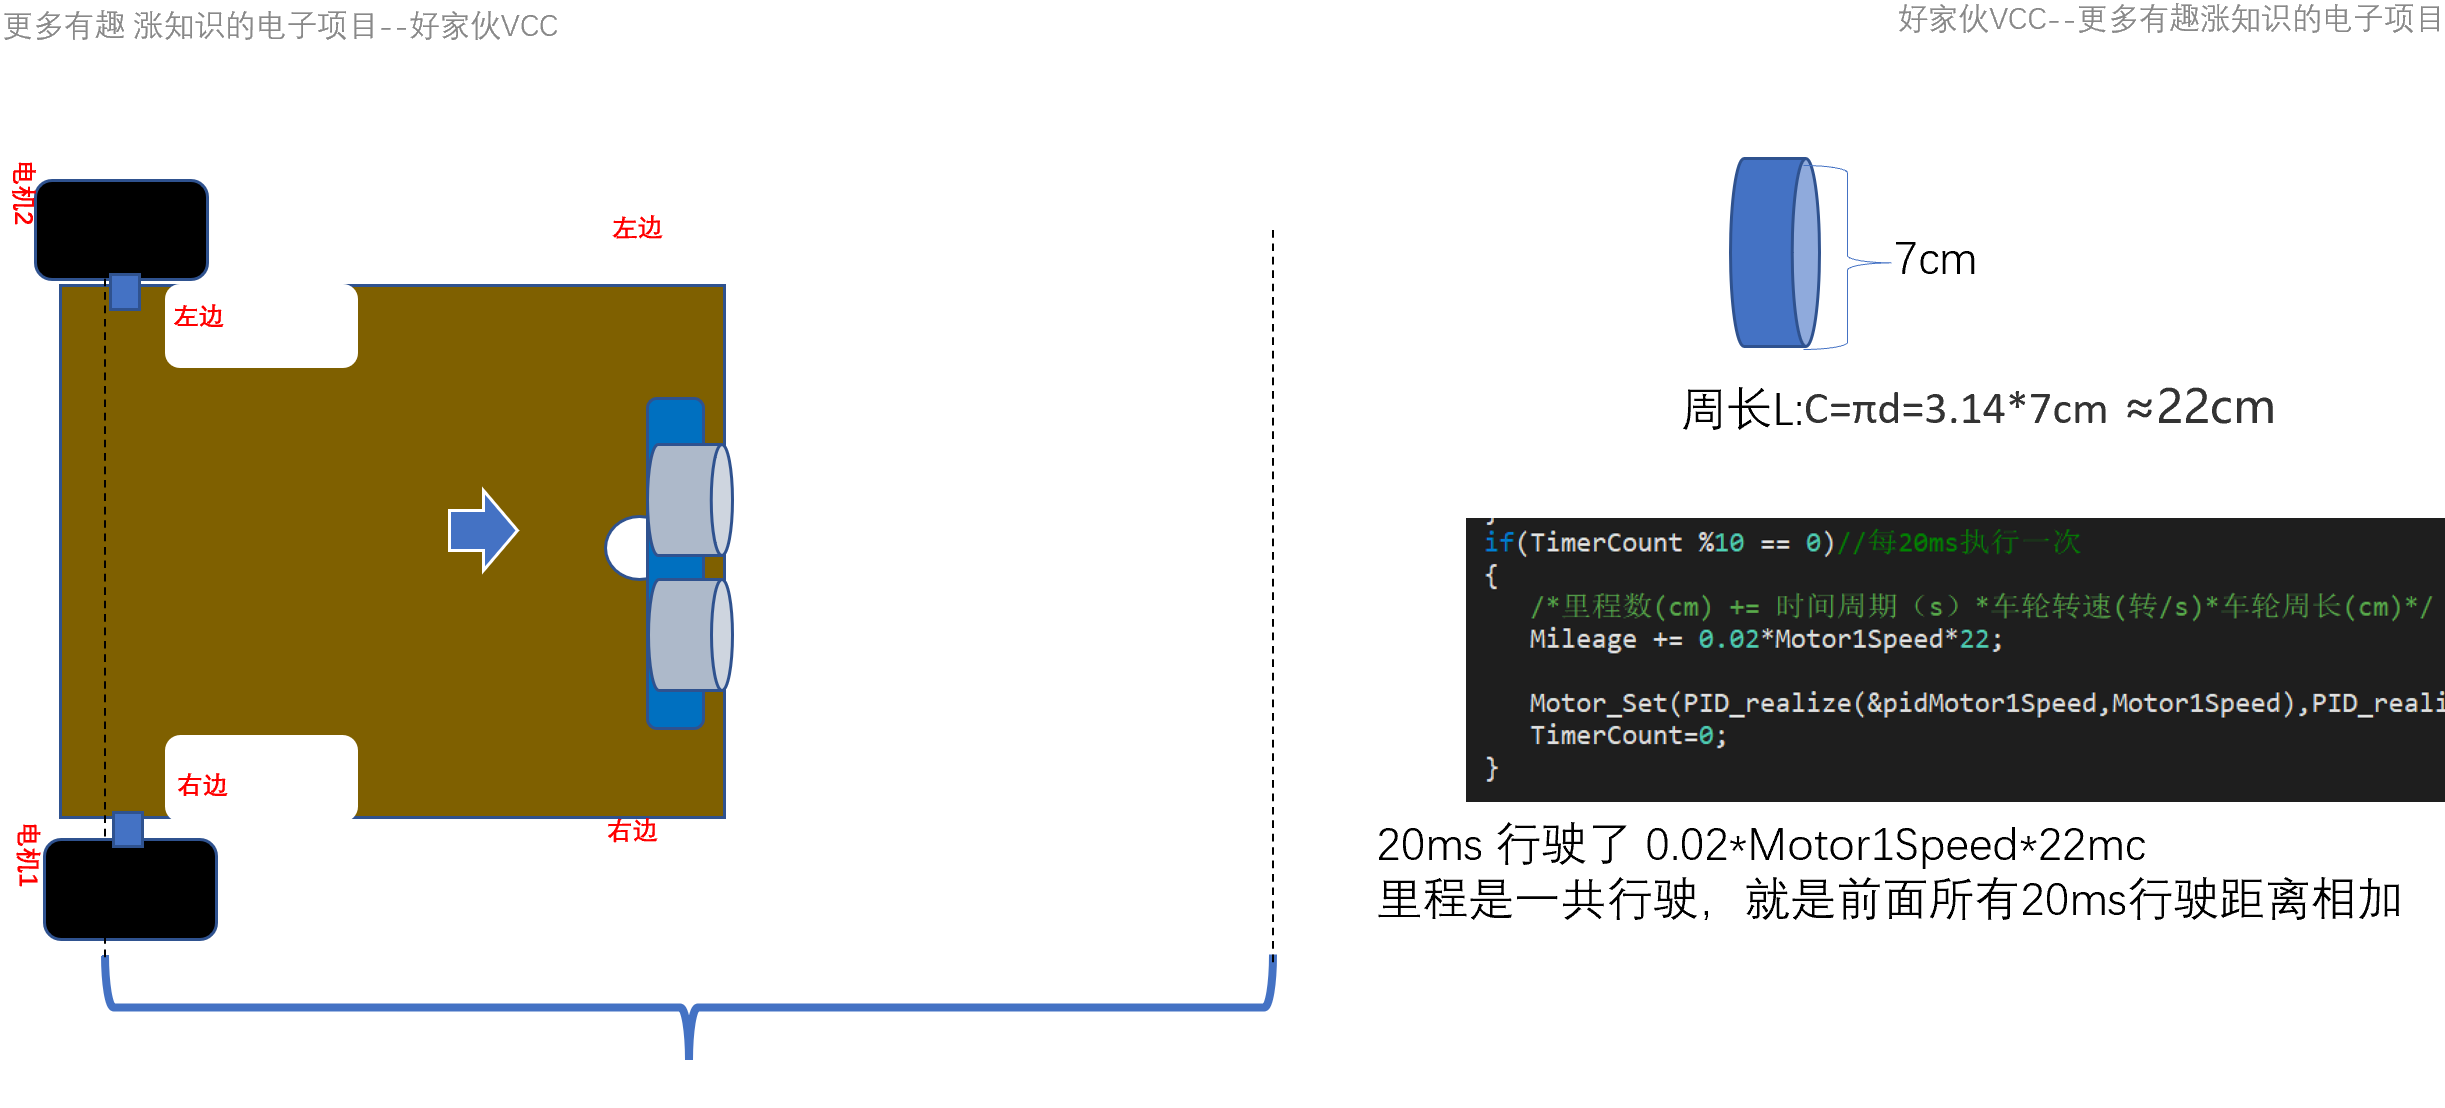 更多有趣 涨知识的电子项目--好家伙VCC
好家伙VCC--更多有趣涨知识的电子项目
电机2
左边
左边
右边
右边
电机1
7cm
周长L:C=πd=3.14*7cm ≈22cm
}
if(TimerCount %10 == 0)//每20ms执行一次
{
/*里程数(cm) += 时间周期（s）*车轮转速(转/s)*车轮周长(cm)*/
Mileage += 0.02*Motor1Speed*22;
Motor_Set(PID_realize(&pidMotor1Speed,Motor1Speed),PID_reali
TimerCount=0;
}
20ms 行驶了 0.02*Motor1Speed*22mc
里程是一共行驶，就是前面所有20ms行驶距离相加